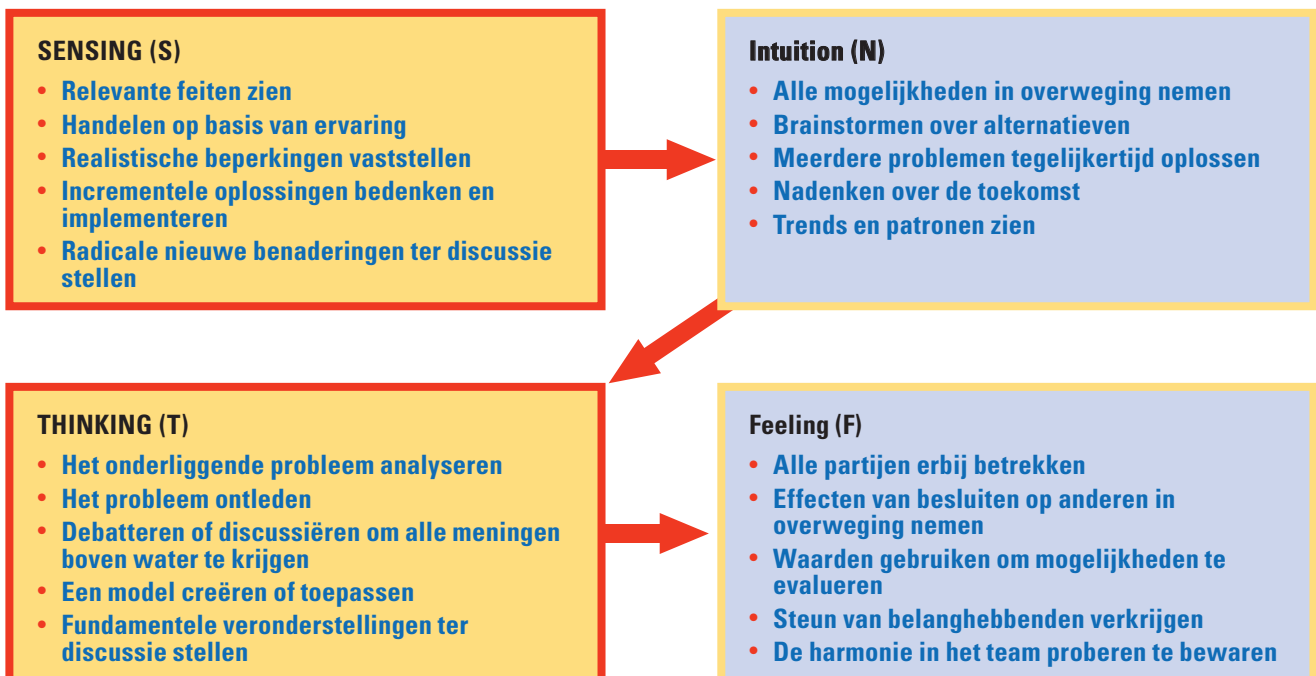 SENSING (S)
• Relevante feiten zien
• Handelen op basis van ervaring
• Realistische beperkingen vaststellen
• Incrementele oplossingen bedenken en
implementeren
• Radicale nieuwe benaderingen ter discussie
stellen
Intuition (N)
• Alle mogelijkheden in overweging nemen
• Brainstormen over alternatieven
• Meerdere problemen tegelijkertijd oplossen
• Nadenken over de toekomst
• Trends en patronen zien
THINKING (T)
• Het onderliggende probleem analyseren
• Het probleem ontleden
• Debatteren of discussiëren om alle meningen
boven water te krijgen
• Een model creëren of toepassen
• Fundamentele veronderstellingen ter
discussie stellen
Feeling (F)
• Alle partijen erbij betrekken
• Effecten van besluiten op anderen in
overweging nemen
• Waarden gebruiken om mogelijkheden te
evalueren
• Steun van belanghebbenden verkrijgen
• De harmonie in het team proberen te bewaren